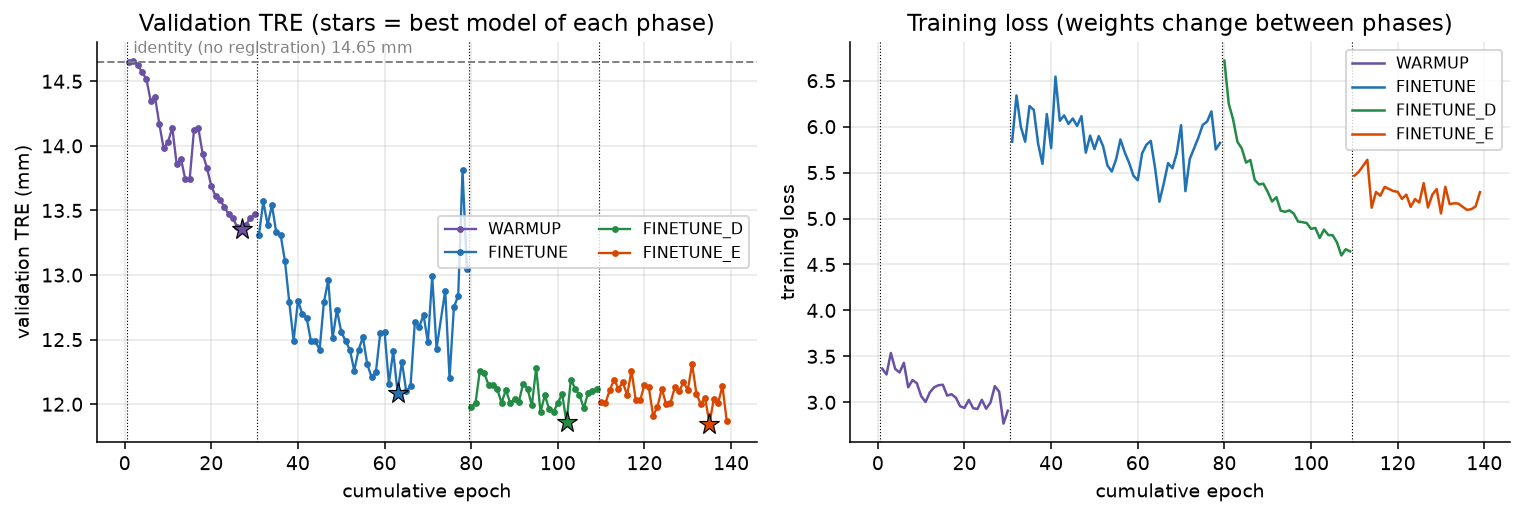 Validation TRE (stars = best model of each phase)
identity (no registration) 14.65 mm
validation TRE (mm)
14.5
14.0
13.5
13.0
12.5
12.0
WARMUP
FINETUNE
FINETUNE_D
FINETUNE_E
0 20 40 60 80 100 120 140
cumulative epoch
Training loss (weights change between phases)
training loss
6.5
6.0
5.5
5.0
4.5
4.0
3.5
3.0
WARMUP
FINETUNE
FINETUNE_D
FINETUNE_E
0 20 40 60 80 100 120 140
cumulative epoch